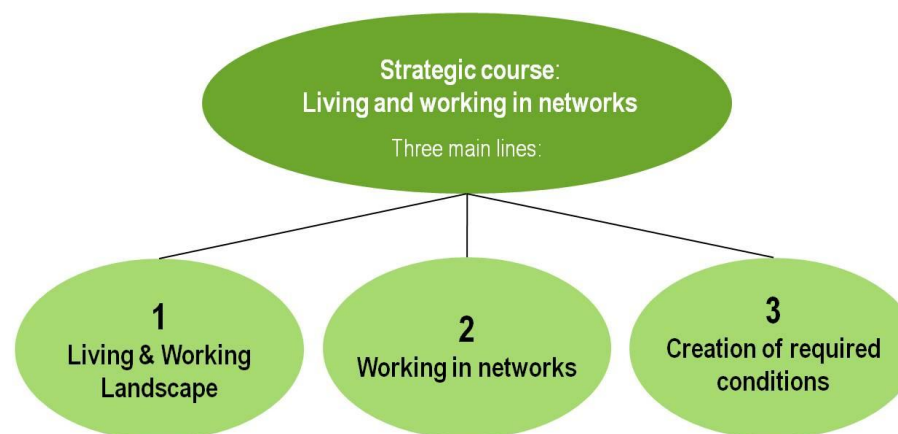 Strategic course:
Living and working in networks
Three main lines:
1
Living & Working
Landscape
2
Working in networks
3
Creation of required
conditions